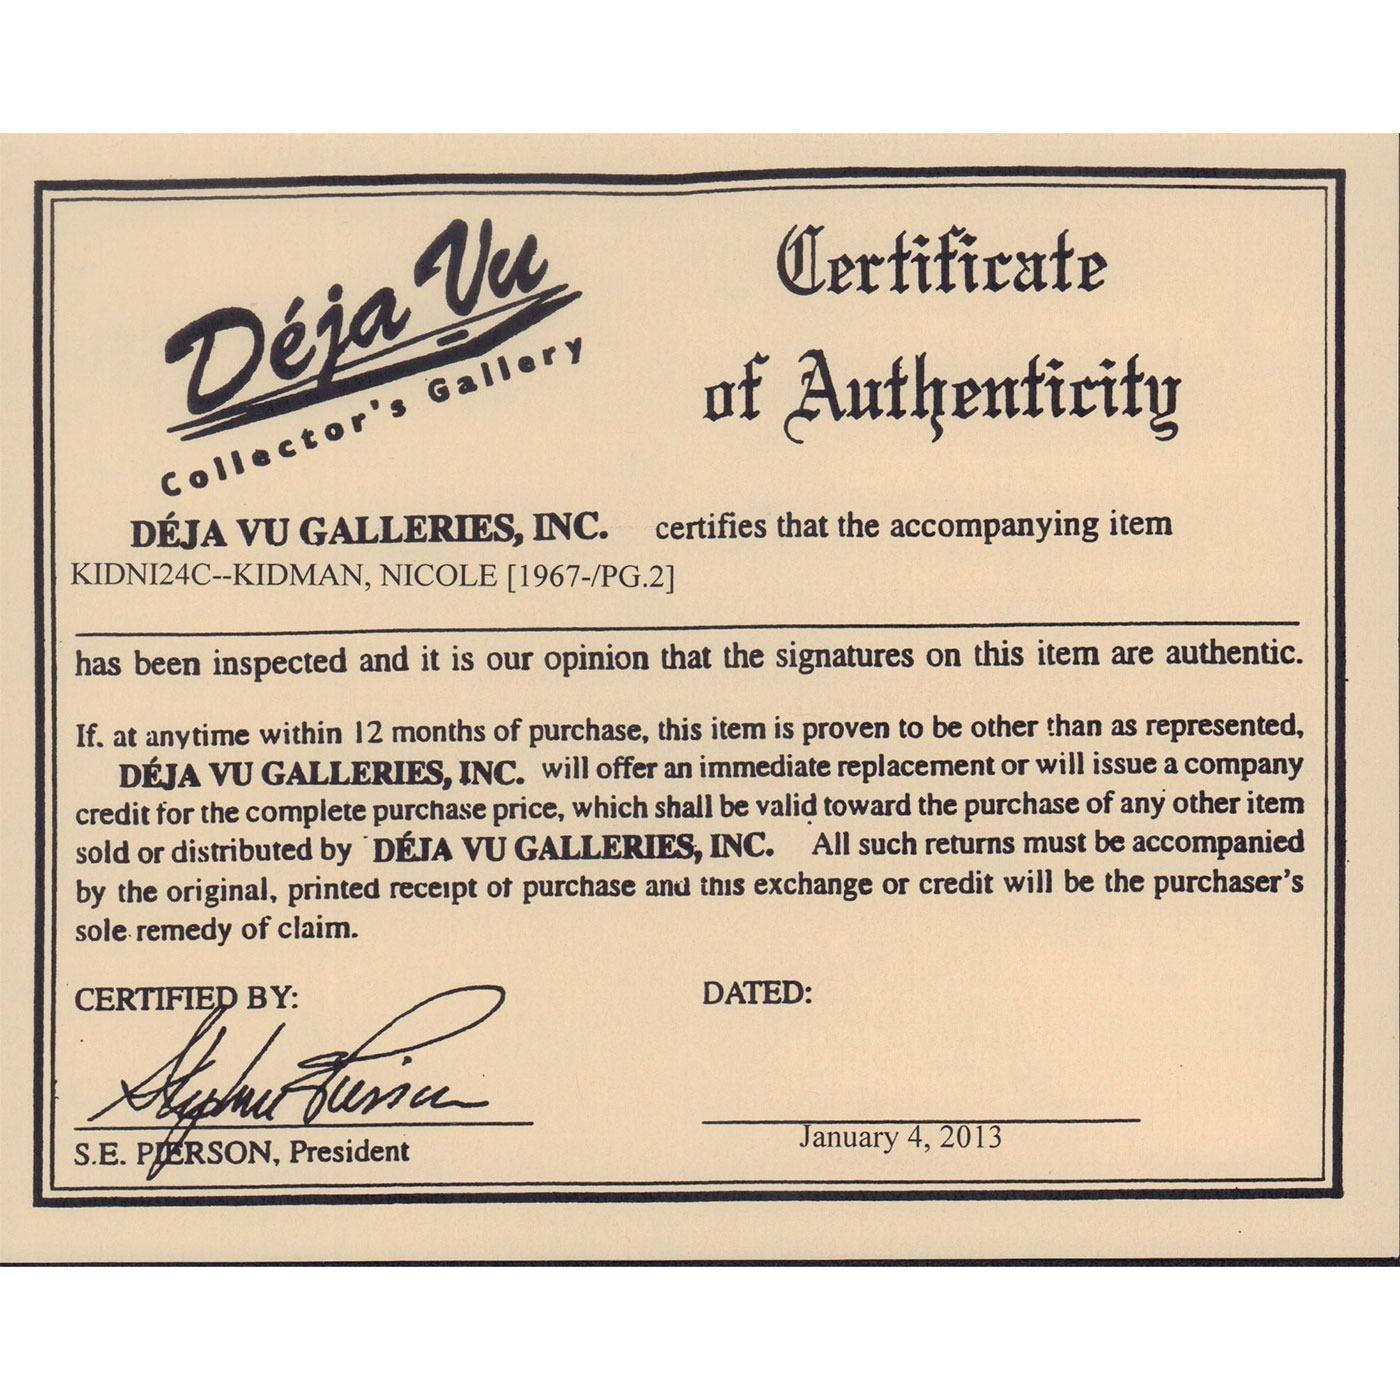 Déja Vu
Collector's Gallery
Certificate
of Authenticity
DÉJA VU GALLERIES, INC. certifies that the accompanying item
KIDNI24C--KIDMAN, NICOLE [1967-/PG.2]
has been inspected and it is our opinion that the signatures on this item are authentic.
If. at anytime within 12 months of purchase, this item is proven to be other than as represented,
DÉJA VU GALLERIES, INC. will offer an immediate replacement or will issue a company
credit for the complete purchase price, which shall be valid toward the purchase of any other item
sold or distributed by DÉJA VU GALLERIES, INC. All such returns must be accompanied
by the original, printed receipt of purchase and this exchange or credit will be the purchaser's
sole remedy of claim.
CERTIFIED BY:
DATED:
Stephen Pierson
S.E. PIERSON, President
January 4, 2013